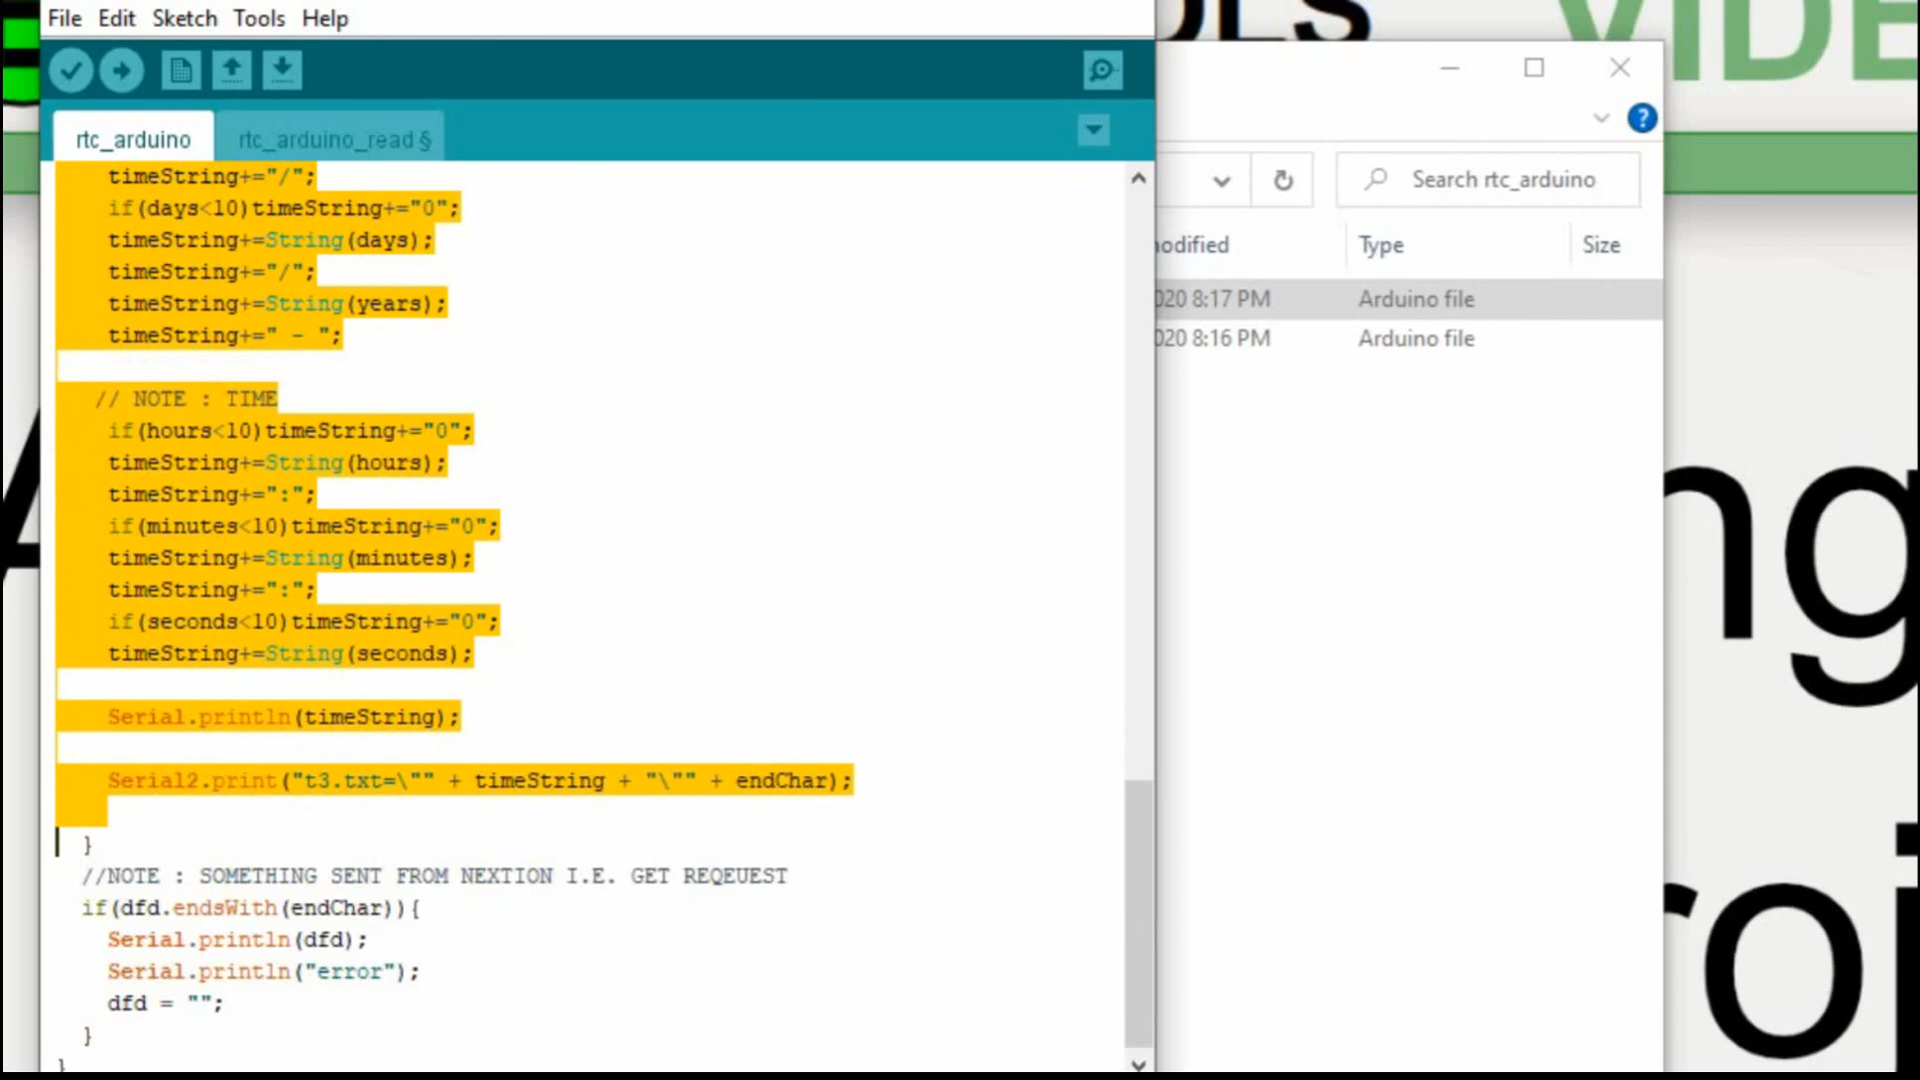 File Edit Sketch Tools Help
rtc_arduino rtc_arduino_read §
timeString+="/";
if(days<10)timeString+="0";
timeString+=String(days);
timeString+="/";
timeString+=String(years);
timeString+=" - ";
// NOTE : TIME
if(hours<10)timeString+="0";
timeString+=String(hours);
timeString+=":";
if(minutes<10)timeString+="0";
timeString+=String(minutes);
timeString+=":";
if(seconds<10)timeString+="0";
timeString+=String(seconds);
Serial.println(timeString);
Serial2.print("t3.txt=\"" + timeString + "\"" + endChar);
}
//NOTE : SOMETHING SENT FROM NEXTION I.E. GET REQEUEST
if(dfd.endsWith(endChar)){
Serial.println(dfd);
Serial.println("error");
dfd = "";
}
}
?
Search rtc_arduino
modified Type Size
020 8:17 PM Arduino file
020 8:16 PM Arduino file
ng